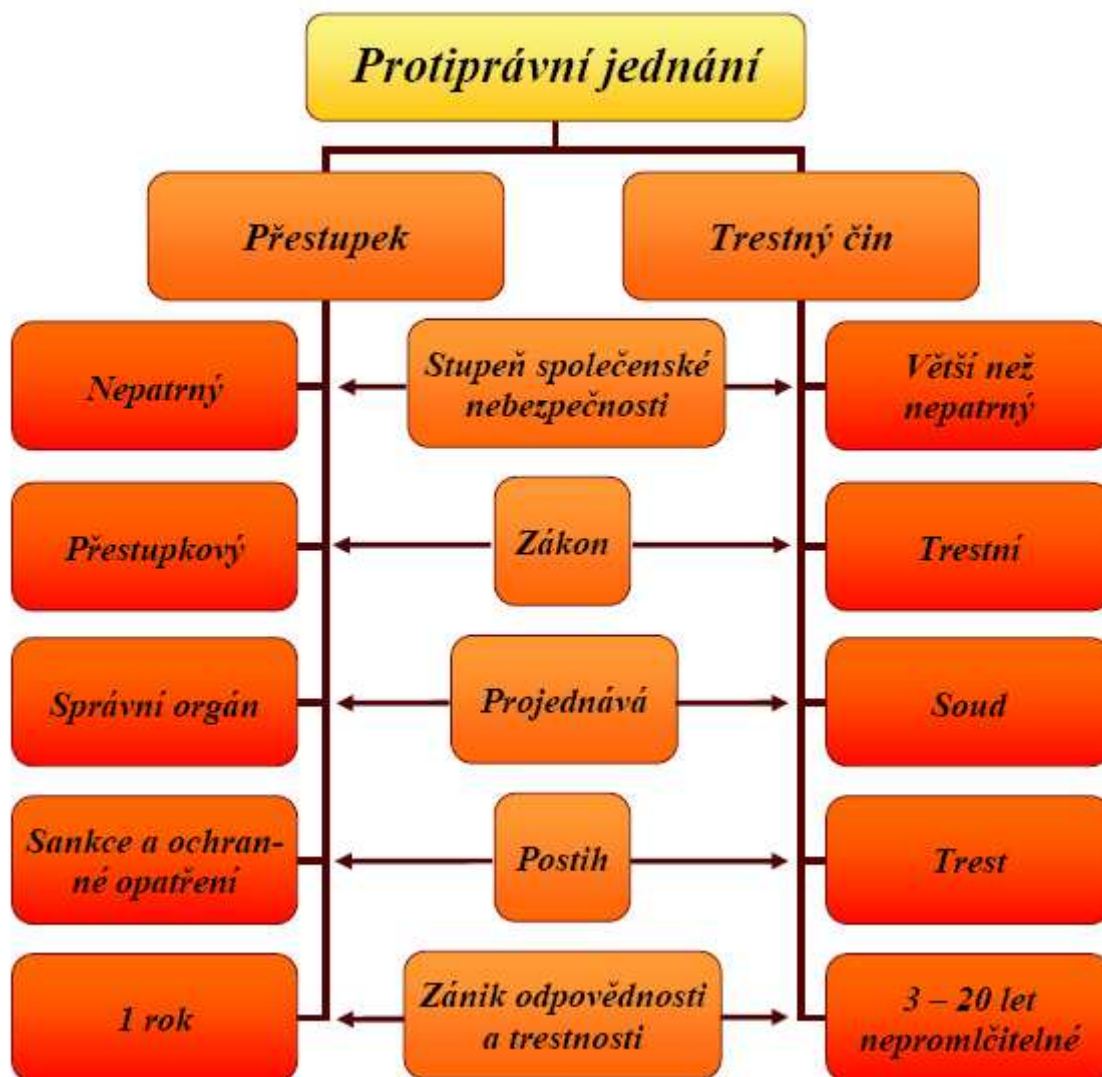 Protiprávní jednání
Přestupek
Trestný čin
Nepatrný
Stupeň společenské
nebezpečnosti
Větší než
nepatrný
Přestupkový
Zákon
Trestní
Správní orgán
Projednává
Soud
Sankce a ochran-
né opatření
Postih
Trest
1 rok
Zánik odpovědnosti
a trestnosti
3 – 20 let
nepromlčitelné